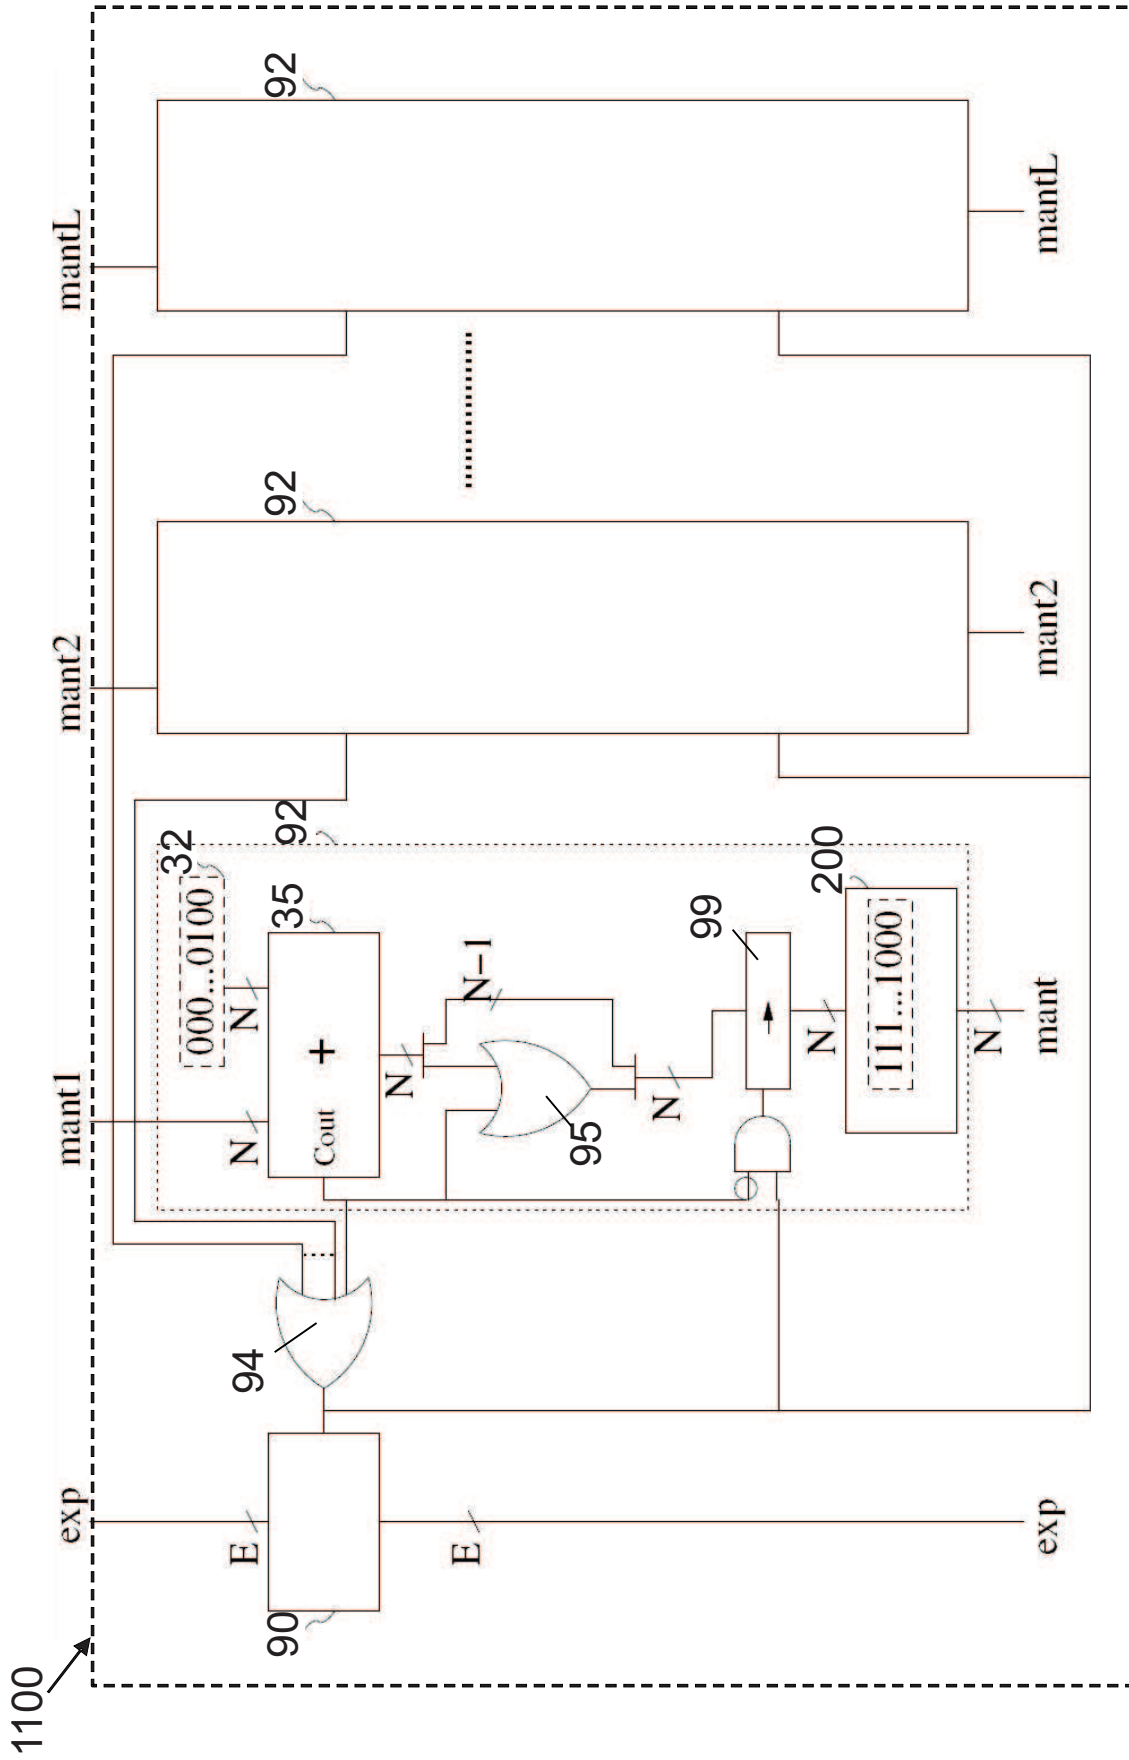 1100
exp
mant1
mant2
mantL
92
92
92
32
000...0100
N
N
35
+
Cout
N
N−1
94
95
N
99
90
E
E
N
200
111...1000
N
exp
mant
mant2
mantL